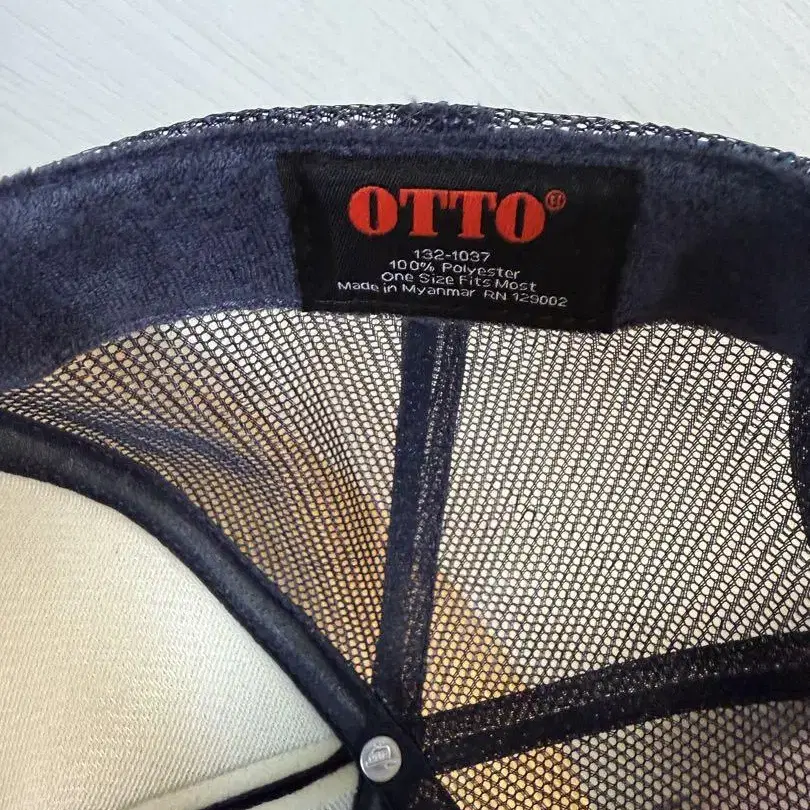 OTTO®
132-1037
100% Polyester
One Size Fits Most
Made in Myanmar RN 129002